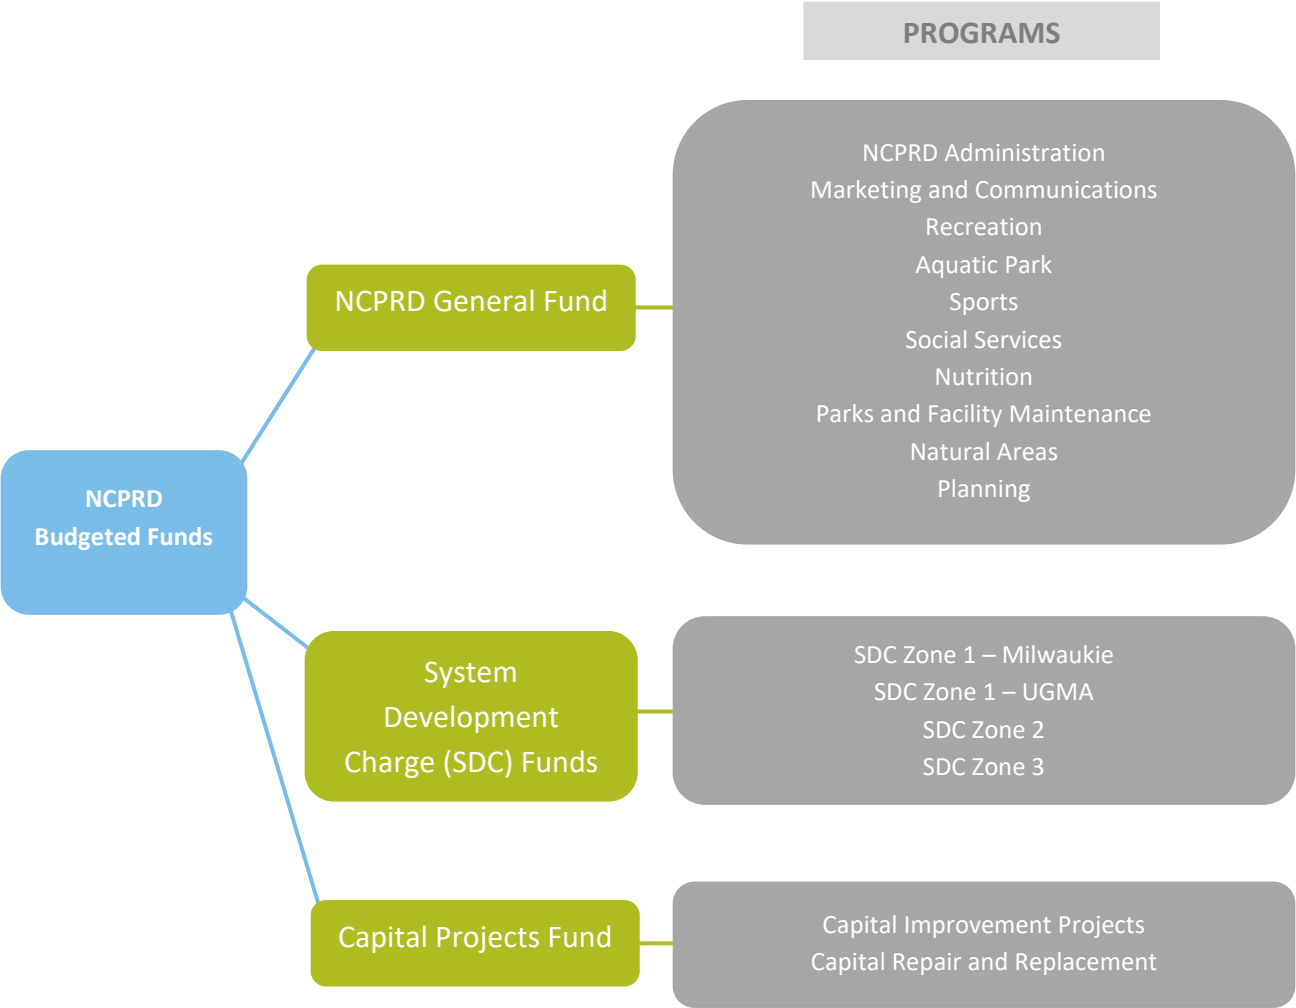 PROGRAMS
NCPRD Administration
Marketing and Communications
Recreation
Aquatic Park
Sports
Social Services
Nutrition
Parks and Facility Maintenance
Natural Areas
Planning
NCPRD General Fund
NCPRD
Budgeted Funds
System
Development
Charge (SDC) Funds
SDC Zone 1 – Milwaukie
SDC Zone 1 – UGMA
SDC Zone 2
SDC Zone 3
Capital Projects Fund
Capital Improvement Projects
Capital Repair and Replacement